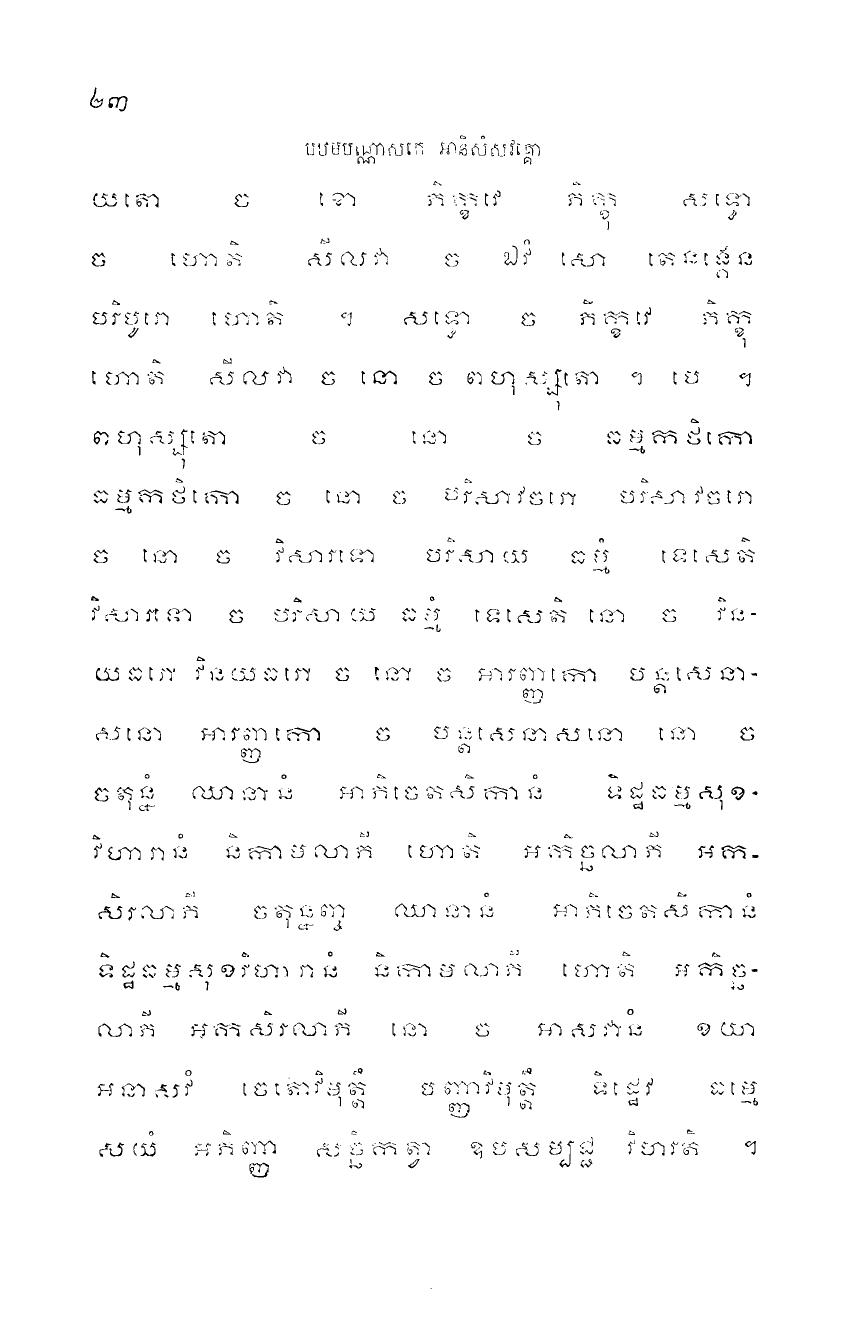 ៤៣
បឋមបណ្ណាសកេ អានិសំសវគ្គោ
យតោ ច ខោ ភិក្ខវេ ភិក្ខុ សទ្ធោ
ច ហោតិ សីលវា ច ឯវំ សោ តេនង្គេន
បរិបូរោ ហោតិ ។ សទ្ធោ ច ភិក្ខវេ ភិក្ខុ
ហោតិ សីលវា ច នោ ច ពហុស្សុតោ ។ បេ ។
ពហុស្សុតោ ច នោ ច ធម្មកថិកោ
ធម្មកថិកោ ច នោ ច បរិសាវចរោ បរិសាវចរោ
ច នោ ច វិសារទោ បរិសាយ ធម្មំ ទេសេតិ
វិសារទោ ច បរិសាយ ធម្មំ ទេសេតិ នោ ច វិន-
យធរោ វិនយធរោ ច នោ ច អារញ្ញកោ បន្តសេនា-
សនោ អារញ្ញកោ ច បន្តសេនាសនោ នោ ច
ចតុន្នំ ឈានានំ អាភិចេតសិកានំ ទិដ្ឋធម្មសុខ-
វិហារានំ និកាមលាភី ហោតិ អកិច្ឆលាភី អក-
សិរលាភី ចតុន្នញ្ច ឈានានំ អាភិចេតសិកានំ
ទិដ្ឋធម្មសុខវិហារានំ និកាមលាភី ហោតិ អកិច្ឆ-
លាភី អកសិរលាភី នោ ច អាសវានំ ខយា
អនាសវំ ចេតោវិមុត្តឹ បញ្ញាវិមុត្តឹ ទិដ្ឋេវ ធម្មេ
សយំ អភិញ្ញា សច្ឆិកត្វា ឧបសម្បជ្ជ វិហរតិ ។